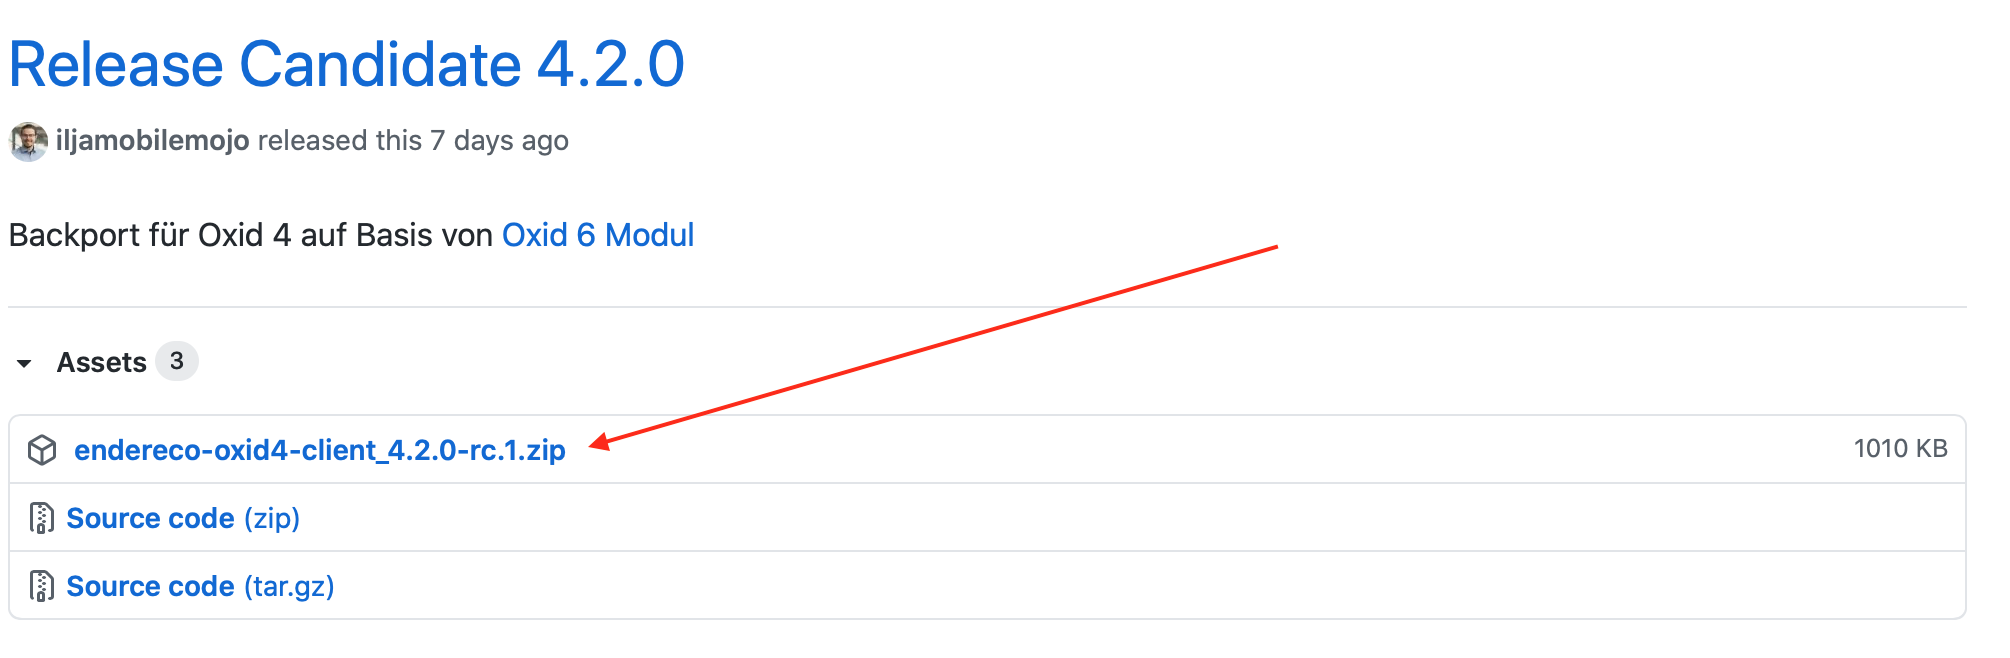 Release Candidate 4.2.0
iljamobilemojo released this 7 days ago
Backport für Oxid 4 auf Basis von Oxid 6 Modul
Assets 3
endereco-oxid4-client_4.2.0-rc.1.zip 1010 KB
Source code (zip)
Source code (tar.gz)